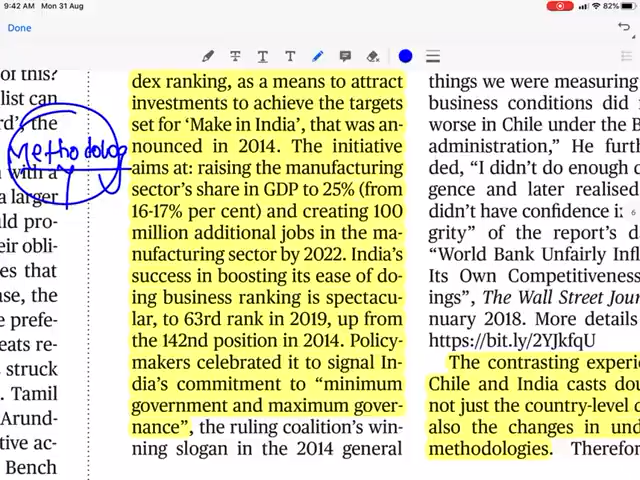 9:42 AM Mon 31 Aug
82%
Done
of this?
list can
the
with a
a larger
ld pro-
eir obli-
es that
ase, the
e prefe-
eats re-
s struck
. Tamil
Arund-
tive ac-
Bench
Methodology
dex ranking, as a means to attract
investments to achieve the targets
set for ‘Make in India’, that was an-
nounced in 2014. The initiative
aims at: raising the manufacturing
sector’s share in GDP to 25% (from
16-17% per cent) and creating 100
million additional jobs in the ma-
nufacturing sector by 2022. India’s
success in boosting its ease of do-
ing business ranking is spectacu-
lar, to 63rd rank in 2019, up from
the 142nd position in 2014. Policy-
makers celebrated it to signal In-
dia’s commitment to “minimum
government and maximum gover-
nance”, the ruling coalition’s win-
ning slogan in the 2014 general
things we were measuring
business conditions did
worse in Chile under the B
administration,” He furth
ded, “I didn’t do enough d
gence and later realised
didn’t have confidence i
grity” of the report’s da
“World Bank Unfairly Infl
Its Own Competitiveness
ings”, The Wall Street Jour
nuary 2018. More details
https://bit.ly/2YJkfqU
The contrasting experie
Chile and India casts dou
not just the country-level d
also the changes in und
methodologies. Therefor